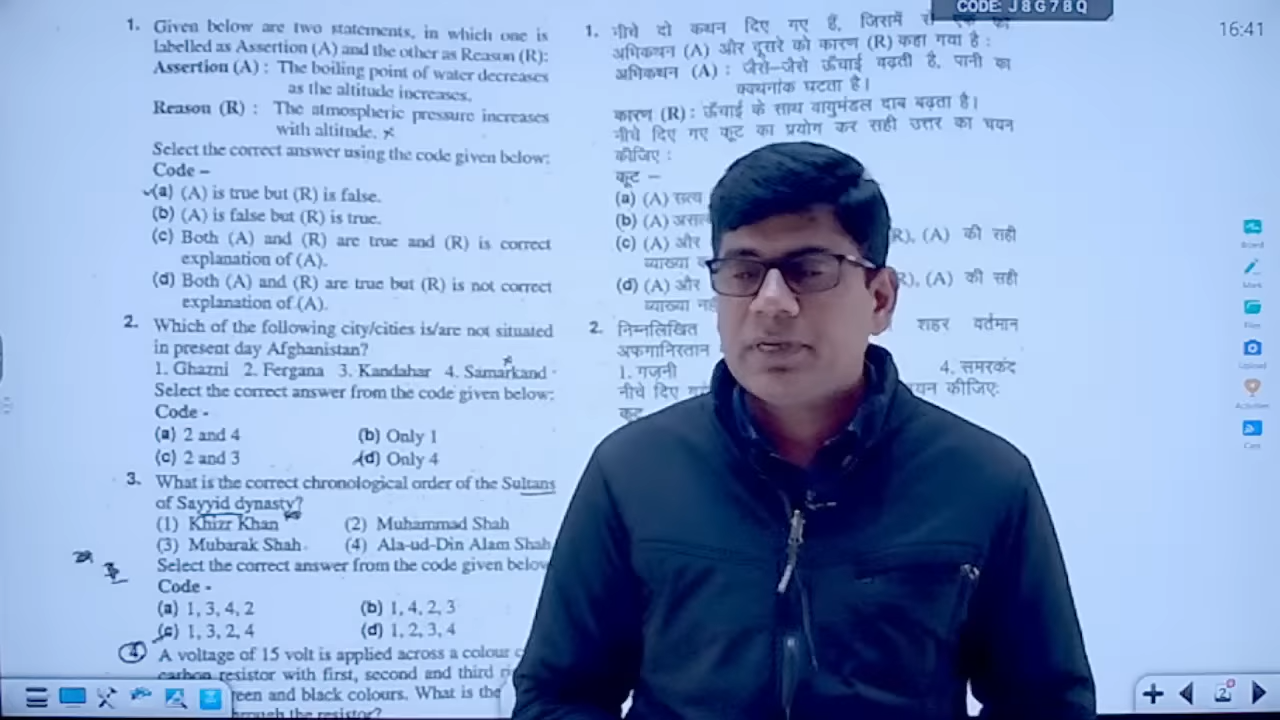 CODE: J8G78Q
16:41
1. Given below are two statements, in which one is
labelled as Assertion (A) and the other as Reason (R):
Assertion (A) : The boiling point of water decreases
as the altitude increases.
Reason (R) : The atmospheric pressure increases
with altitude.
Select the correct answer using the code given below:
Code –
(a) (A) is true but (R) is false.
(b) (A) is false but (R) is true.
(c) Both (A) and (R) are true and (R) is correct
explanation of (A).
(d) Both (A) and (R) are true but (R) is not correct
explanation of (A).
2. Which of the following city/cities is/are not situated
in present day Afghanistan?
1. Ghazni 2. Fergana 3. Kandahar 4. Samarkand
Select the correct answer from the code given below:
Code -
(a) 2 and 4 (b) Only 1
(c) 2 and 3 (d) Only 4
3. What is the correct chronological order of the Sultans
of Sayyid dynasty?
(1) Khizr Khan (2) Muhammad Shah
(3) Mubarak Shah (4) Ala-ud-Din Alam Shah
Select the correct answer from the code given below
Code -
(a) 1, 3, 4, 2 (b) 1, 4, 2, 3
(c) 1, 3, 2, 4 (d) 1, 2, 3, 4
4 A voltage of 15 volt is applied across a colour
carbon resistor with first, second and third
reen and black colours. What is the
through the resistor?
1. नीचे दो कथन दिए गए हैं, जिसमें
अभिकथन (A) और दूसरे को कारण (R) कहा गया है :
अभिकथन (A) : जैसे–जैसे ऊँचाई बढ़ती है, पानी का
क्वथनांक घटता है।
कारण (R) : ऊँचाई के साथ वायुमंडल दाब बढ़ता है।
नीचे दिए गए कूट का प्रयोग कर सही उत्तर का चयन
कीजिए :
कूट –
(a) (A) सत्य
(b) (A)
(c) (A) और R), (A) की सही
व्याख्या
(d) (A) और R), (A) की सही
व्याख्या
2. निम्नलिखित शहर वर्तमान
अफगानिस्तान
1. गजनी 4. समरकंद
नीचे दिए चयन कीजिए:
कूट
Board
Mark
Files
Upload
Activities
Cast
2